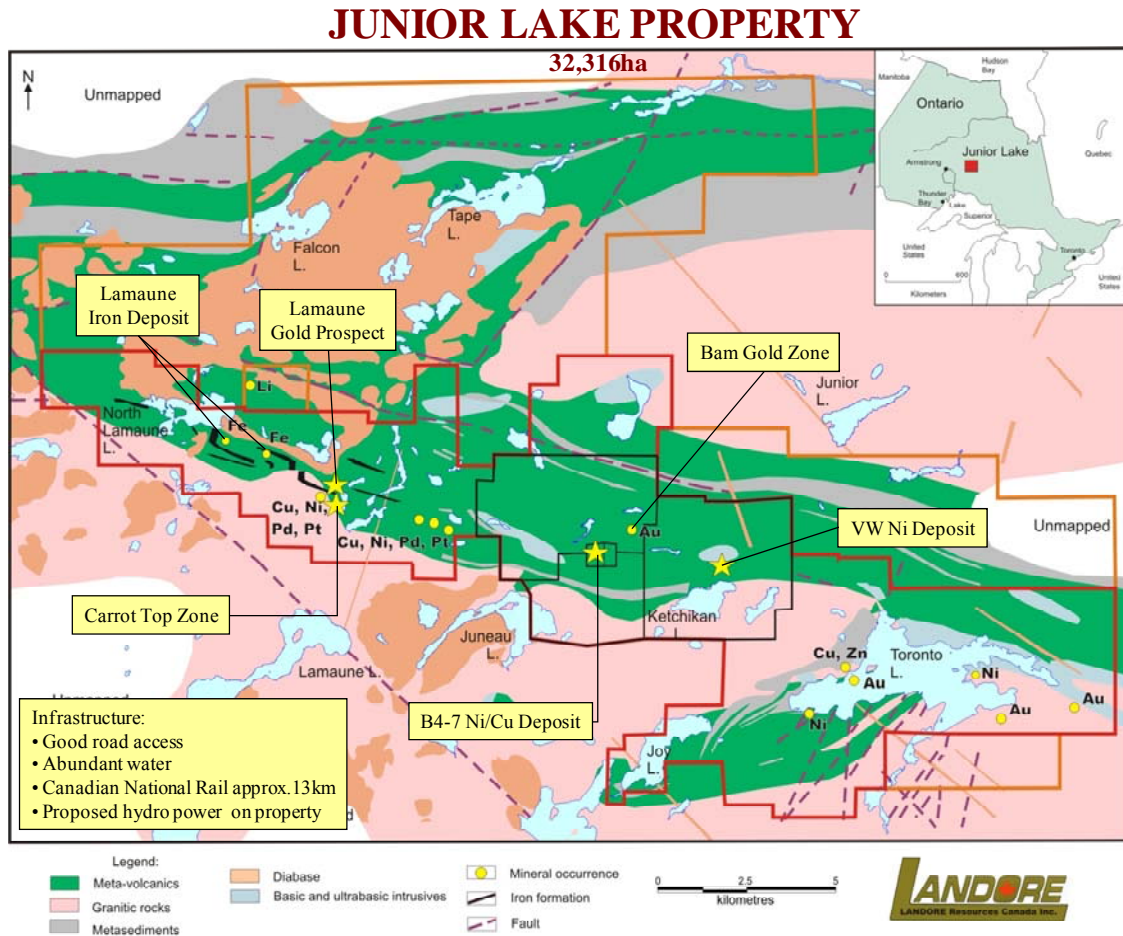 JUNIOR LAKE PROPERTY
32,316ha
N
Unmapped
Manitoba
Hudson
Bay
Ontario
Junior Lake
Armstrong
Quebec
Thunder
Bay
Lake
Superior
United
States
Toronto
United
States
0
600
Kilometers
Falcon
L.
Tape
L.
Lamaune
Iron Deposit
Lamaune
Gold Prospect
Bam Gold Zone
Junior
L.
Li
North
Lamaune
L.
Fe
Fe
Cu, Ni,
Pd, Pt
Cu, Ni, Pd, Pt
Au
Unmapped
VW Ni Deposit
Carrot Top Zone
Juneau
L.
Ketchikan
Lamaune L.
Cu, Zn
Toronto
L.
Au
Ni
Au
Au
Ni
B4-7 Ni/Cu Deposit
Joy
L.
Infrastructure:
• Good road access
• Abundant water
• Canadian National Rail approx.13km
• Proposed hydro power on property
Legend:
Meta-volcanics
Granitic rocks
Metasediments
Diabase
Basic and ultrabasic intrusives
Mineral occurrence
Iron formation
Fault
0 2.5 5
kilometres
LANDORE
LANDORE Resources Canada Inc.